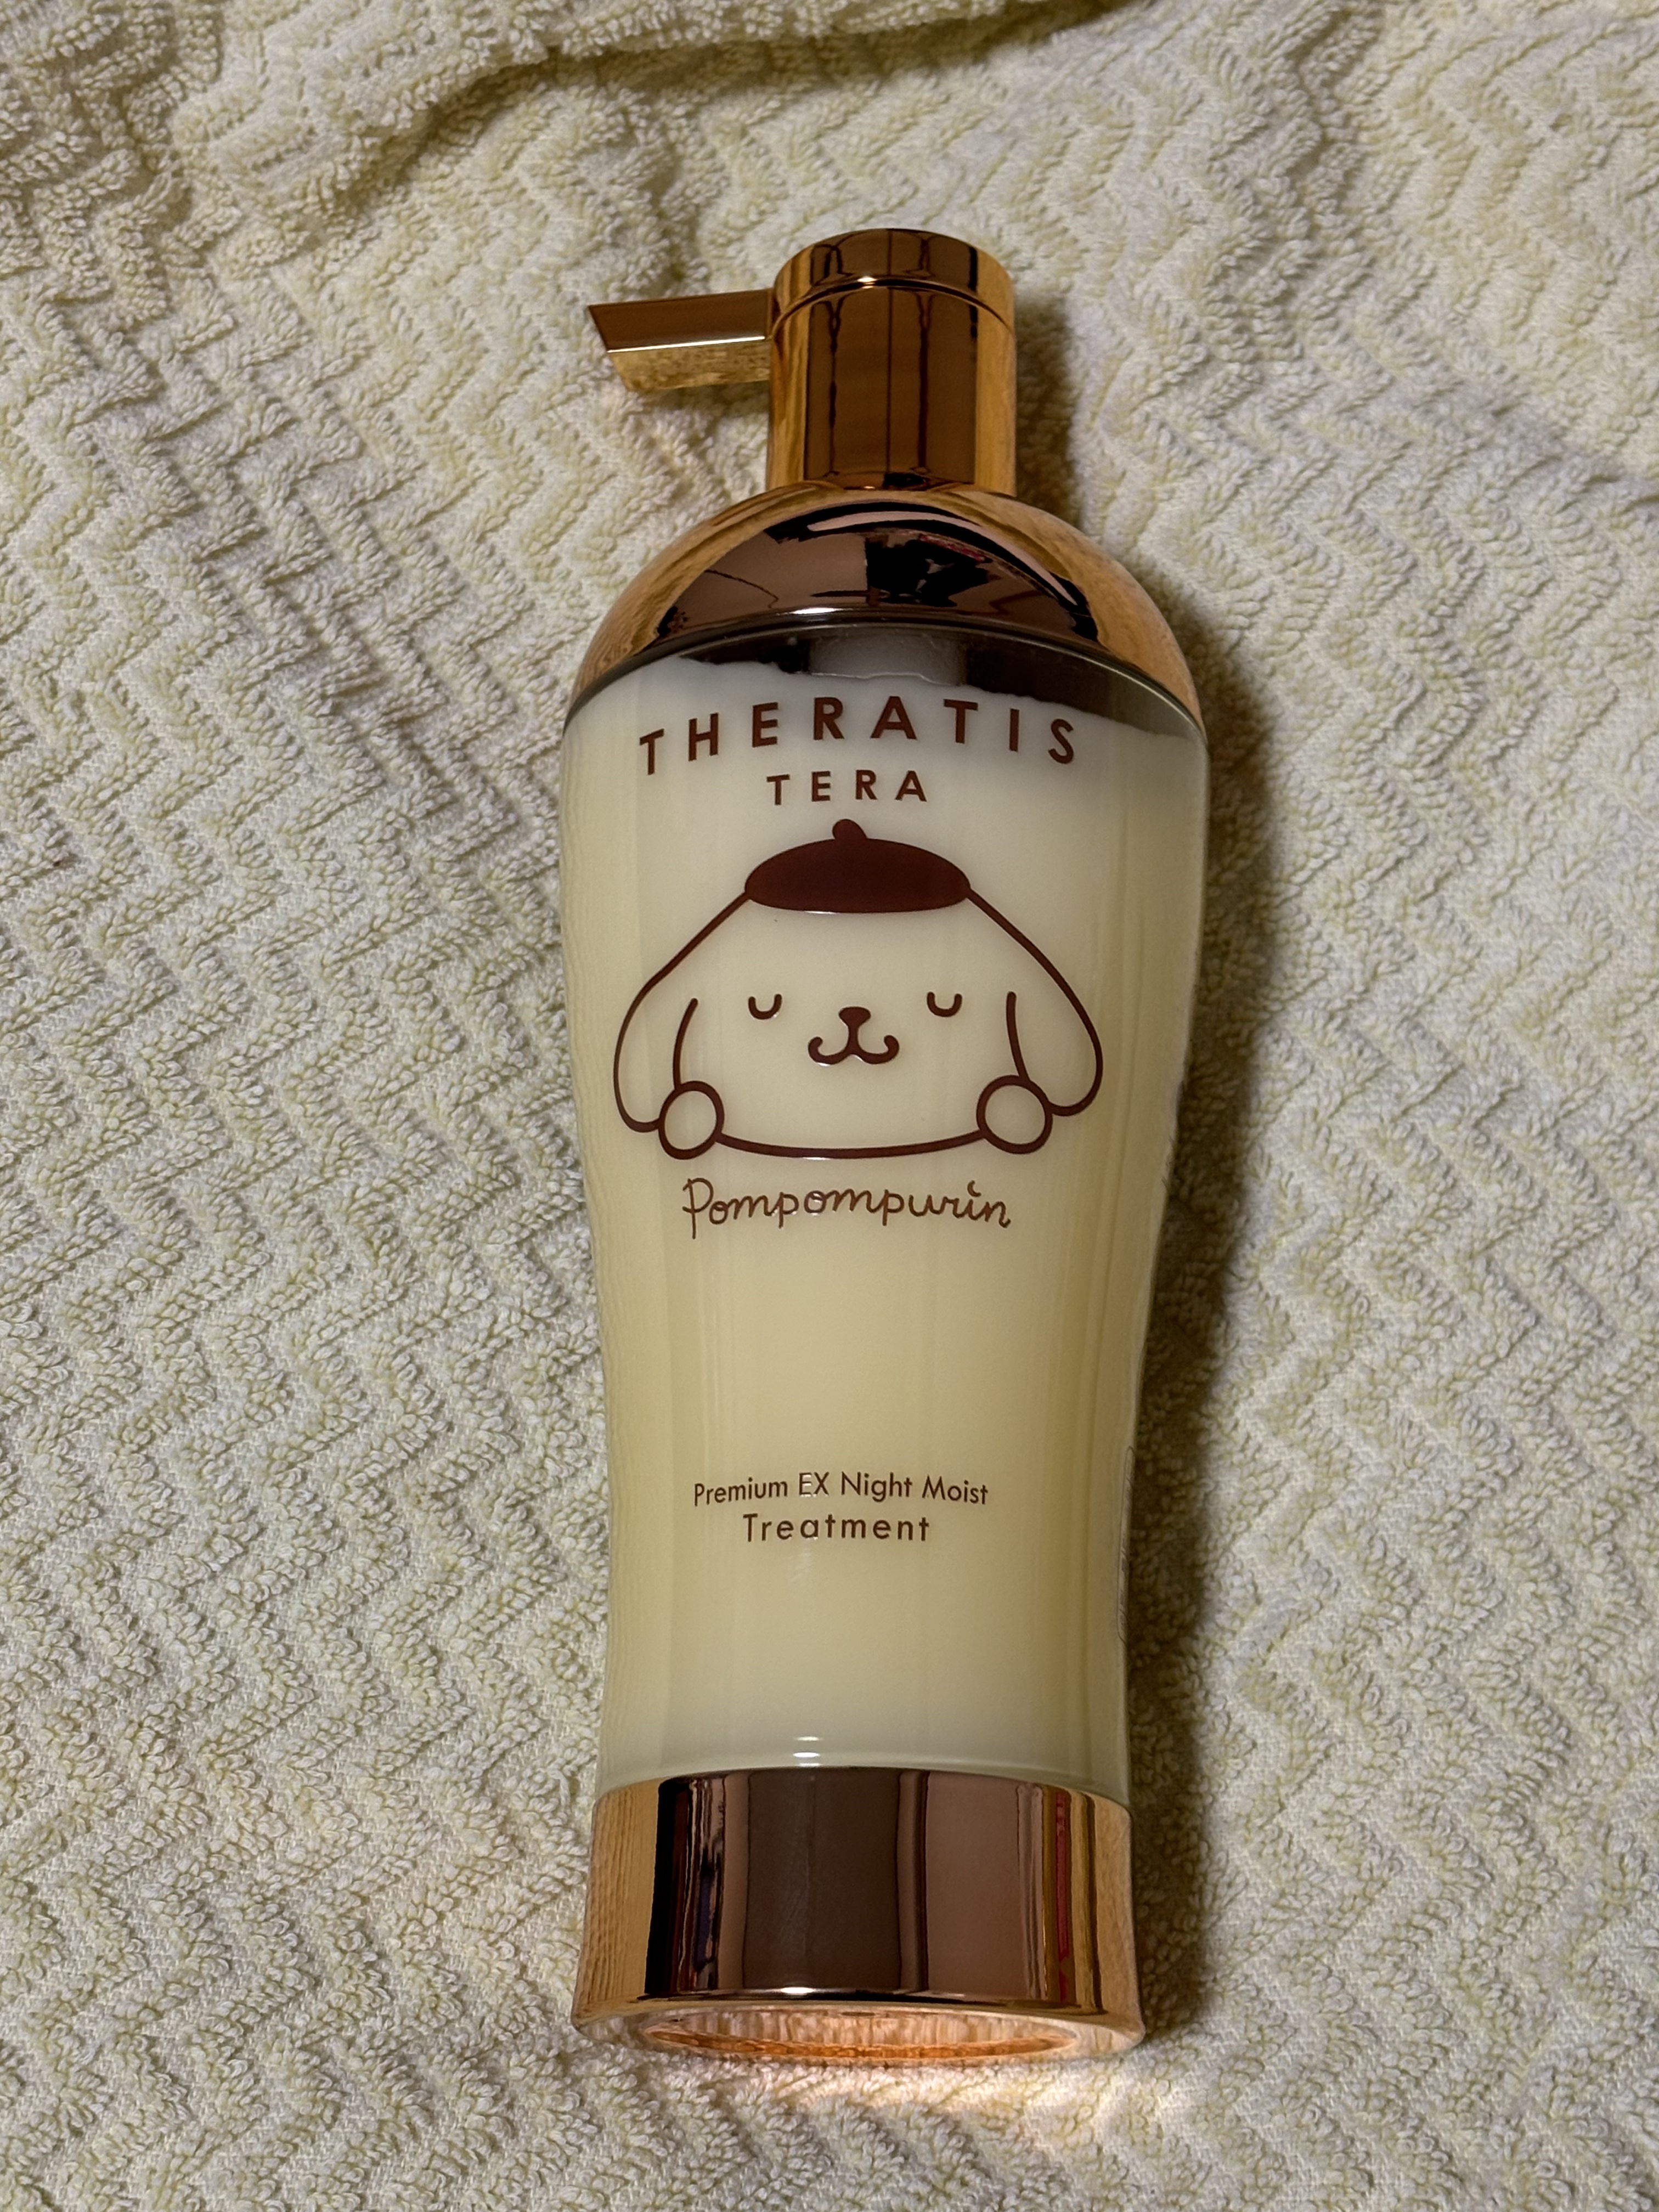 THERATIS
TERA
Pompompurin
Premium EX Night Moist
Treatment